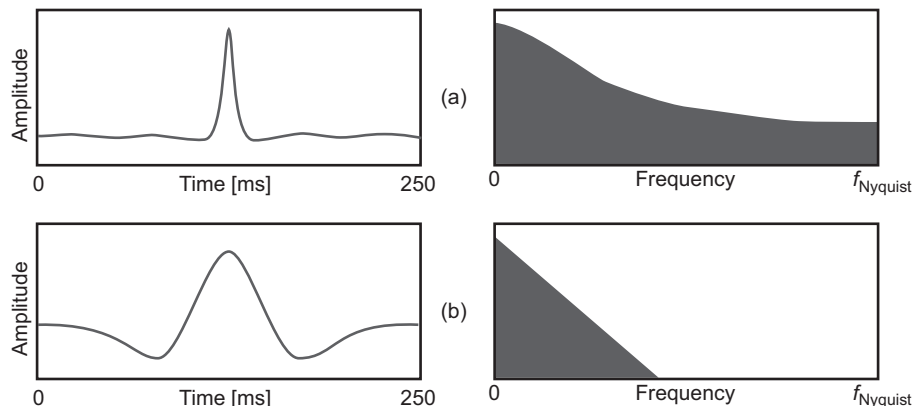 Amplitude
0
Time [ms]
250
(a)
0
Frequency
fNyquist
Amplitude
0
Time [ms]
250
(b)
0
Frequency
fNyquist